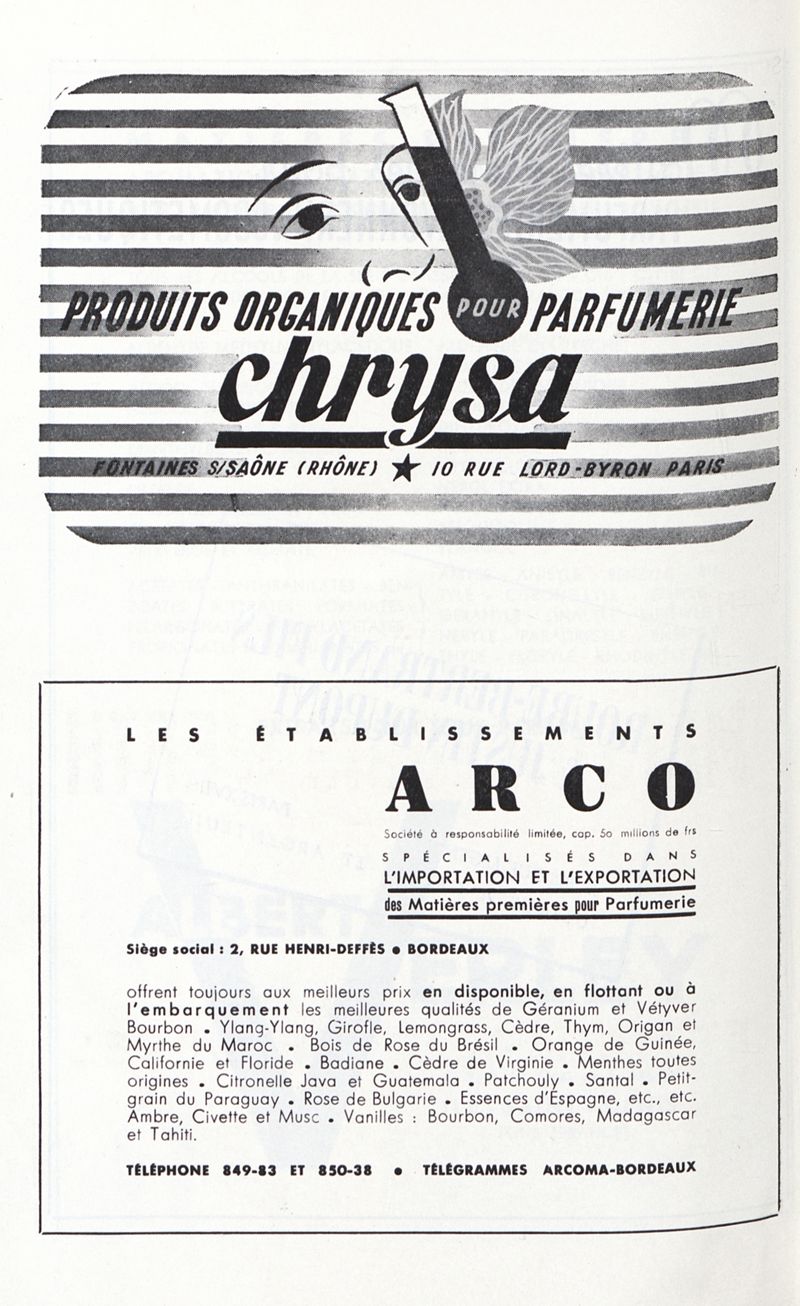 PRODUITS ORGANIQUES POUR PARFUMERIE
chrysa
FONTAINES S/SAÔNE (RHÔNE) ★ 10 RUE LORD-BYRON PARIS
LES ÉTABLISSEMENTS
ARCO
Société à responsabilité limitée, cap. 50 millions de frs
SPÉCIALISÉS DANS
L'IMPORTATION ET L'EXPORTATION
des Matières premières pour Parfumerie
Siège social : 2, RUE HENRI-DEFFÈS • BORDEAUX
offrent toujours aux meilleurs prix en disponible, en flottant ou à
l'embarquement les meilleures qualités de Géranium et Vétyver
Bourbon • Ylang-Ylang, Girofle, Lemongrass, Cèdre, Thym, Origan et
Myrthe du Maroc • Bois de Rose du Brésil • Orange de Guinée,
Californie et Floride • Badiane • Cèdre de Virginie • Menthes toutes
origines • Citronelle Java et Guatemala • Patchouly • Santal • Petit-
grain du Paraguay • Rose de Bulgarie • Essences d'Espagne, etc., etc.
Ambre, Civette et Musc • Vanilles : Bourbon, Comores, Madagascar
et Tahiti.
TÉLÉPHONE 849-83 ET 850-38 • TÉLÉGRAMMES ARCOMA-BORDEAUX